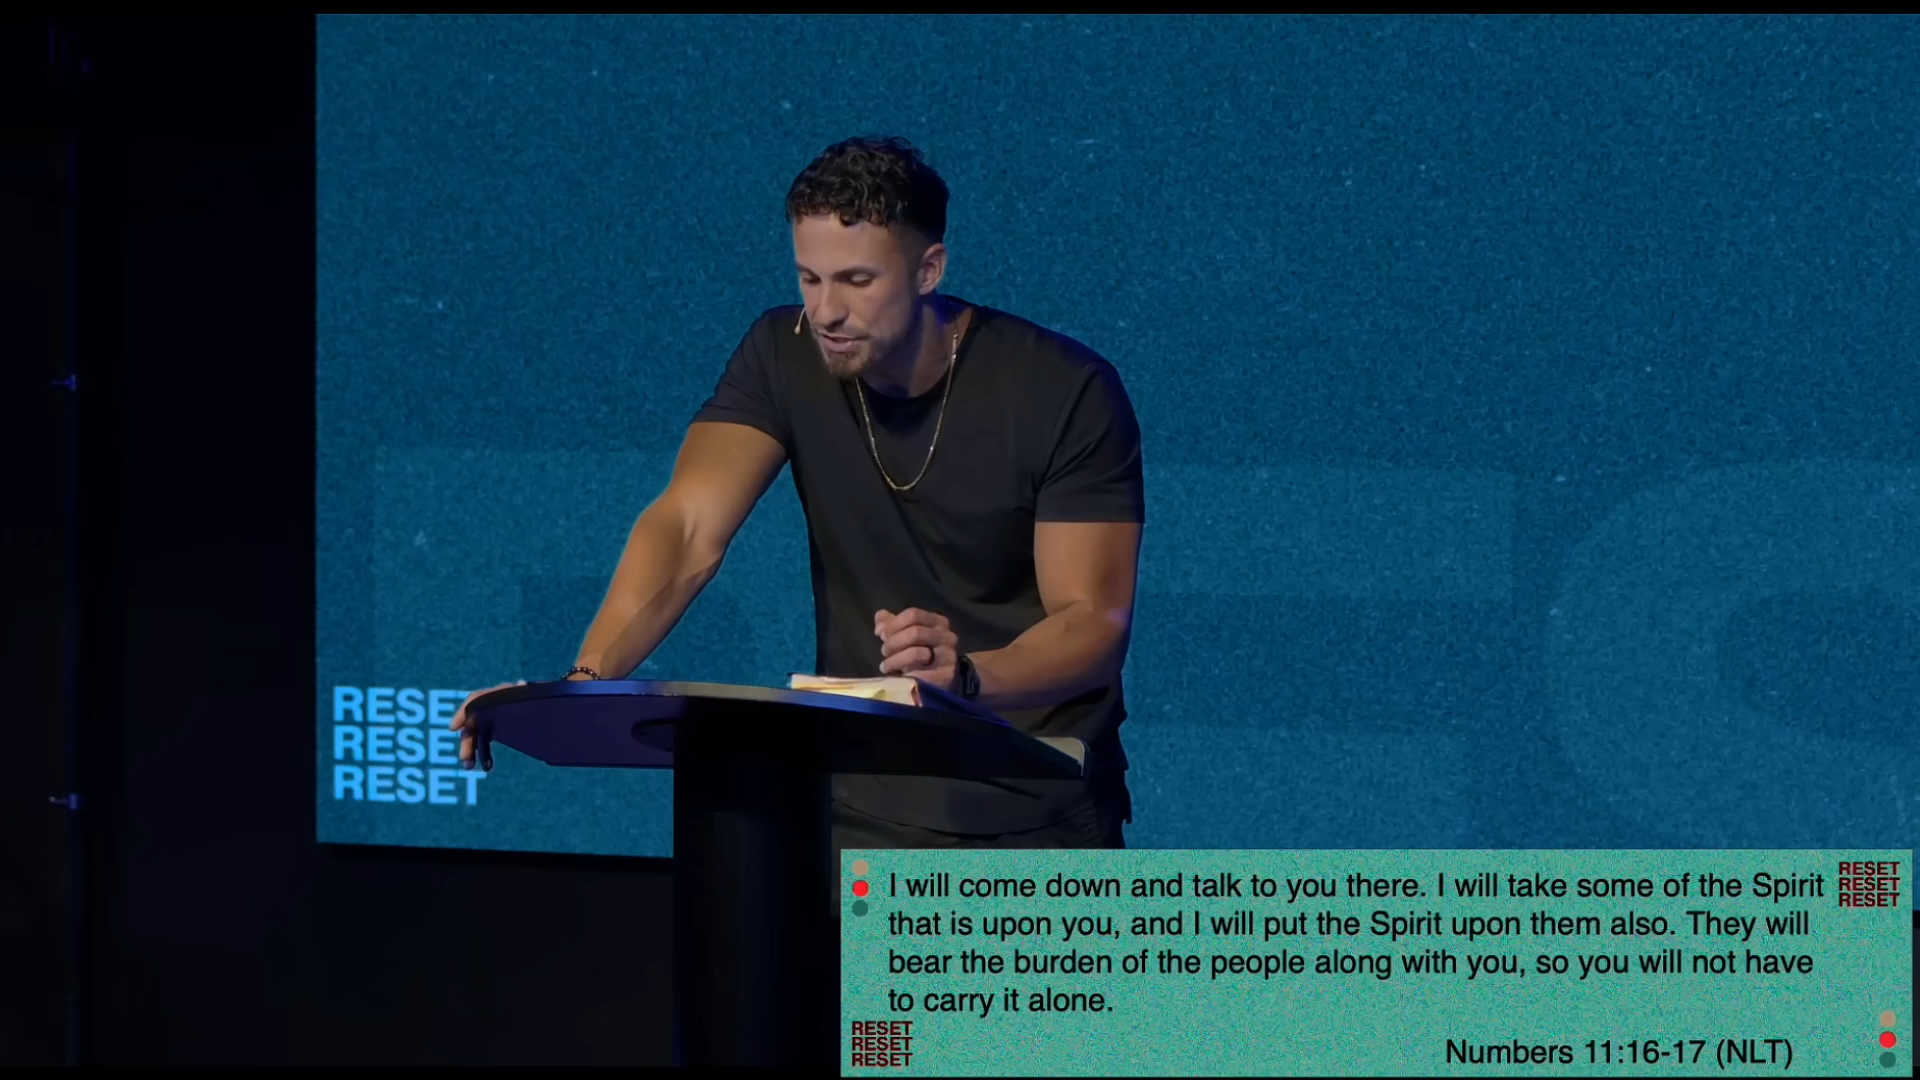 RESE
RESE
RESET
I will come down and talk to you there. I will take some of the Spirit
that is upon you, and I will put the Spirit upon them also. They will
bear the burden of the people along with you, so you will not have
to carry it alone.
Numbers 11:16-17 (NLT)
RESET
RESET
RESET
RESET
RESET
RESET